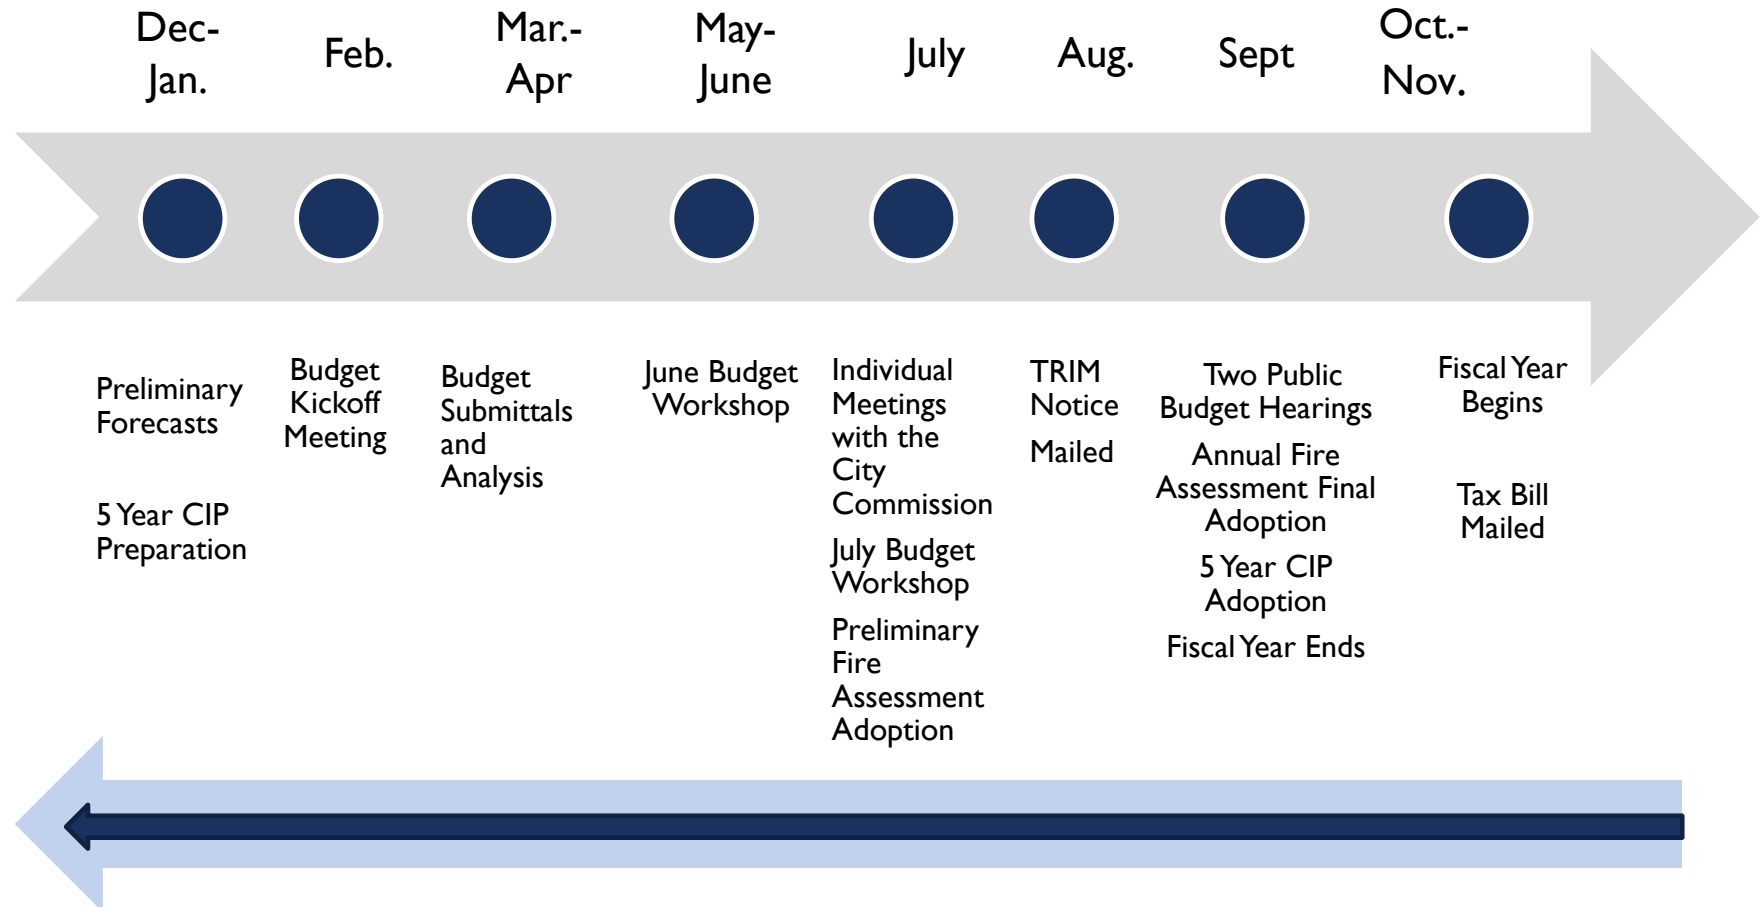 Dec-
Jan.
Feb.
Mar.-
Apr
May-
June
July
Aug.
Sept
Oct.-
Nov.
Preliminary
Forecasts
5 Year CIP
Preparation
Budget
Kickoff
Meeting
Budget
Submittals
and
Analysis
June Budget
Workshop
Individual
Meetings
with the
City
Commission
July Budget
Workshop
Preliminary
Fire
Assessment
Adoption
TRIM
Notice
Mailed
Two Public
Budget Hearings
Annual Fire
Assessment Final
Adoption
5 Year CIP
Adoption
Fiscal Year Ends
Fiscal Year
Begins
Tax Bill
Mailed